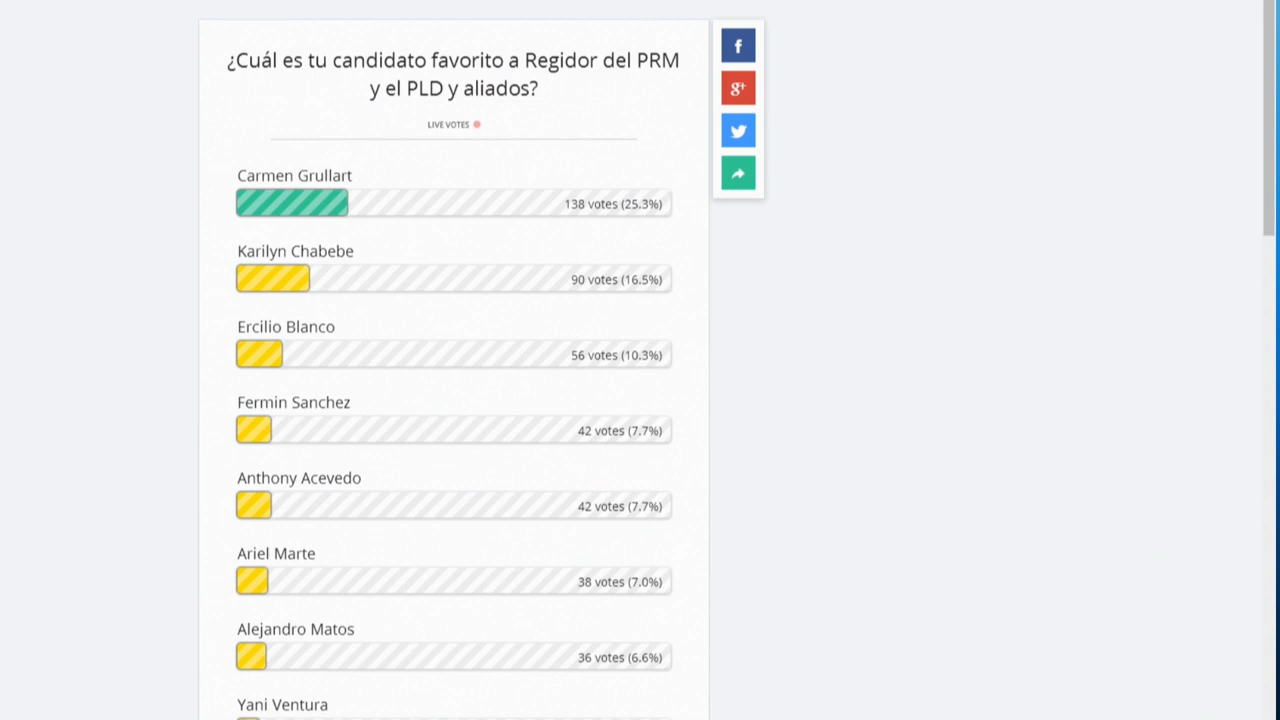 ¿Cuál es tu candidato favorito a Regidor del PRM
y el PLD y aliados?
LIVE VOTES
Carmen Grullart
138 votes (25.3%)
Karilyn Chabebe
90 votes (16.5%)
Ercilio Blanco
56 votes (10.3%)
Fermin Sanchez
42 votes (7.7%)
Anthony Acevedo
42 votes (7.7%)
Ariel Marte
38 votes (7.0%)
Alejandro Matos
36 votes (6.6%)
Yani Ventura